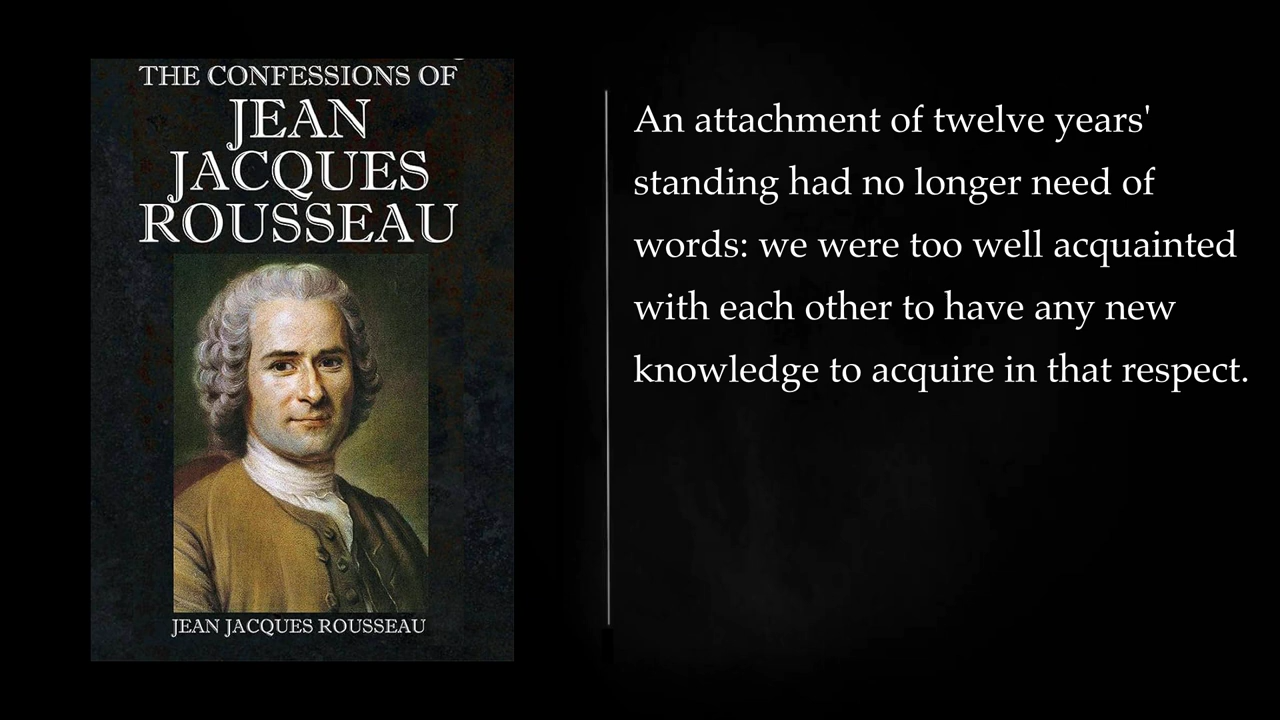 THE CONFESSIONS OF
JEAN
JACQUES
ROUSSEAU
JEAN JACQUES ROUSSEAU
An attachment of twelve years'
standing had no longer need of
words: we were too well acquainted
with each other to have any new
knowledge to acquire in that respect.